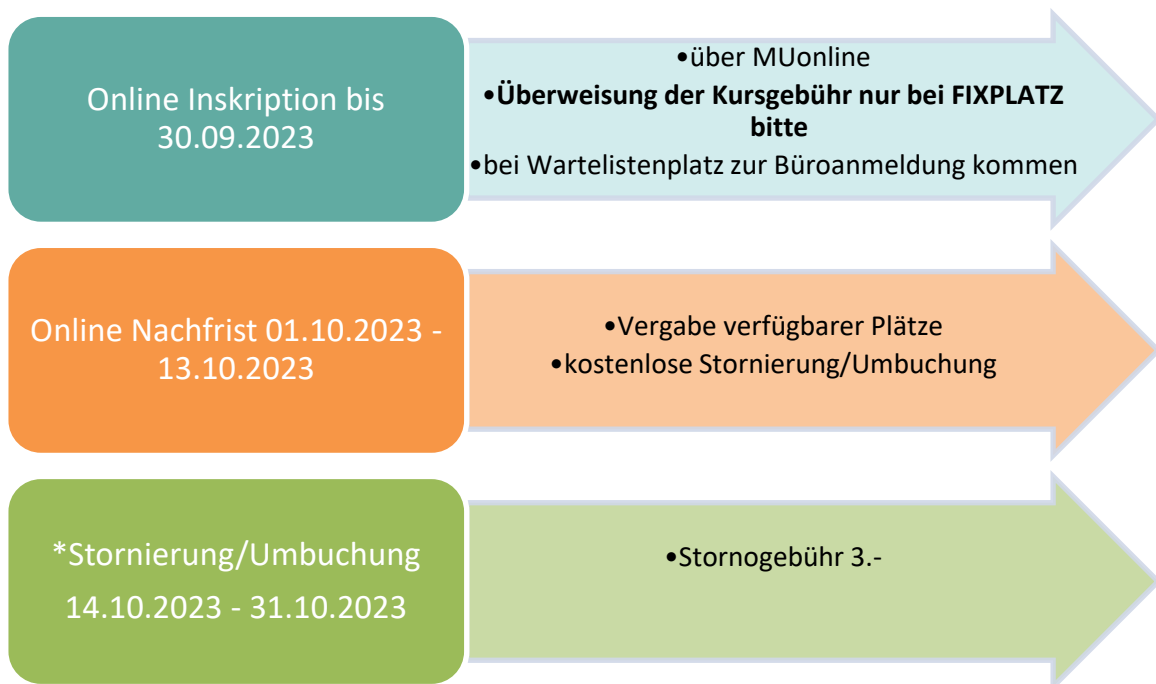 Online Inskription bis
30.09.2023
•über MUonline
•Überweisung der Kursgebühr nur bei FIXPLATZ
bitte
•bei Wartelistenplatz zur Büroanmeldung kommen
Online Nachfrist 01.10.2023 -
13.10.2023
•Vergabe verfügbarer Plätze
•kostenlose Stornierung/Umbuchung
*Stornierung/Umbuchung
14.10.2023 - 31.10.2023
•Stornogebühr 3.-